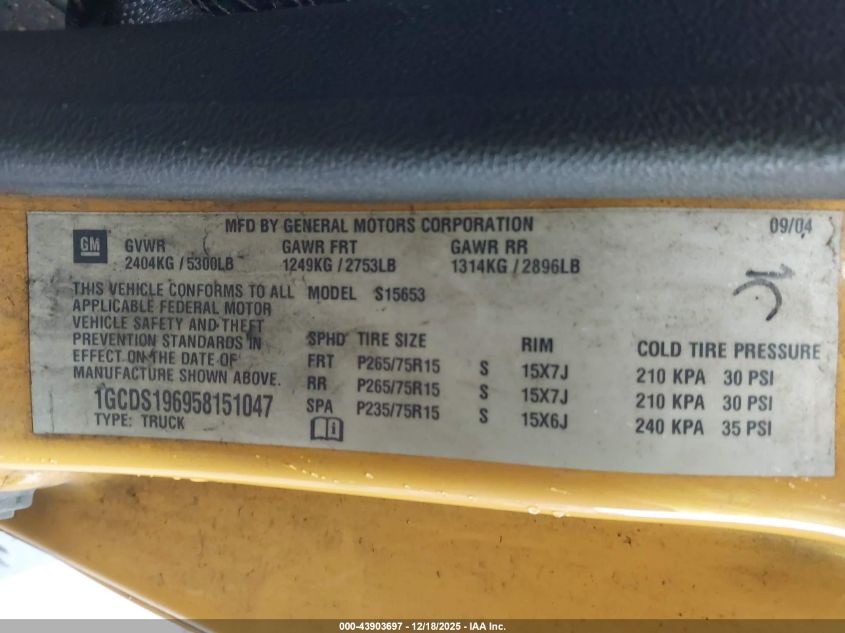 MFD BY GENERAL MOTORS CORPORATION 09/04
GM
GVWR GAWR FRT GAWR RR
2404KG / 5300LB 1249KG / 2753LB 1314KG / 2896LB
THIS VEHICLE CONFORMS TO ALL
APPLICABLE FEDERAL MOTOR
VEHICLE SAFETY AND THEFT
PREVENTION STANDARDS IN
EFFECT ON THE DATE OF
MANUFACTURE SHOWN ABOVE.
1GCDS196958151047
TYPE: TRUCK
MODEL S15653
SPHD TIRE SIZE RIM COLD TIRE PRESSURE
FRT P265/75R15 S 15X7J 210 KPA 30 PSI
RR P265/75R15 S 15X7J 210 KPA 30 PSI
SPA P235/75R15 S 15X6J 240 KPA 35 PSI
000-43903697 - 12/18/2025 - IAA Inc.